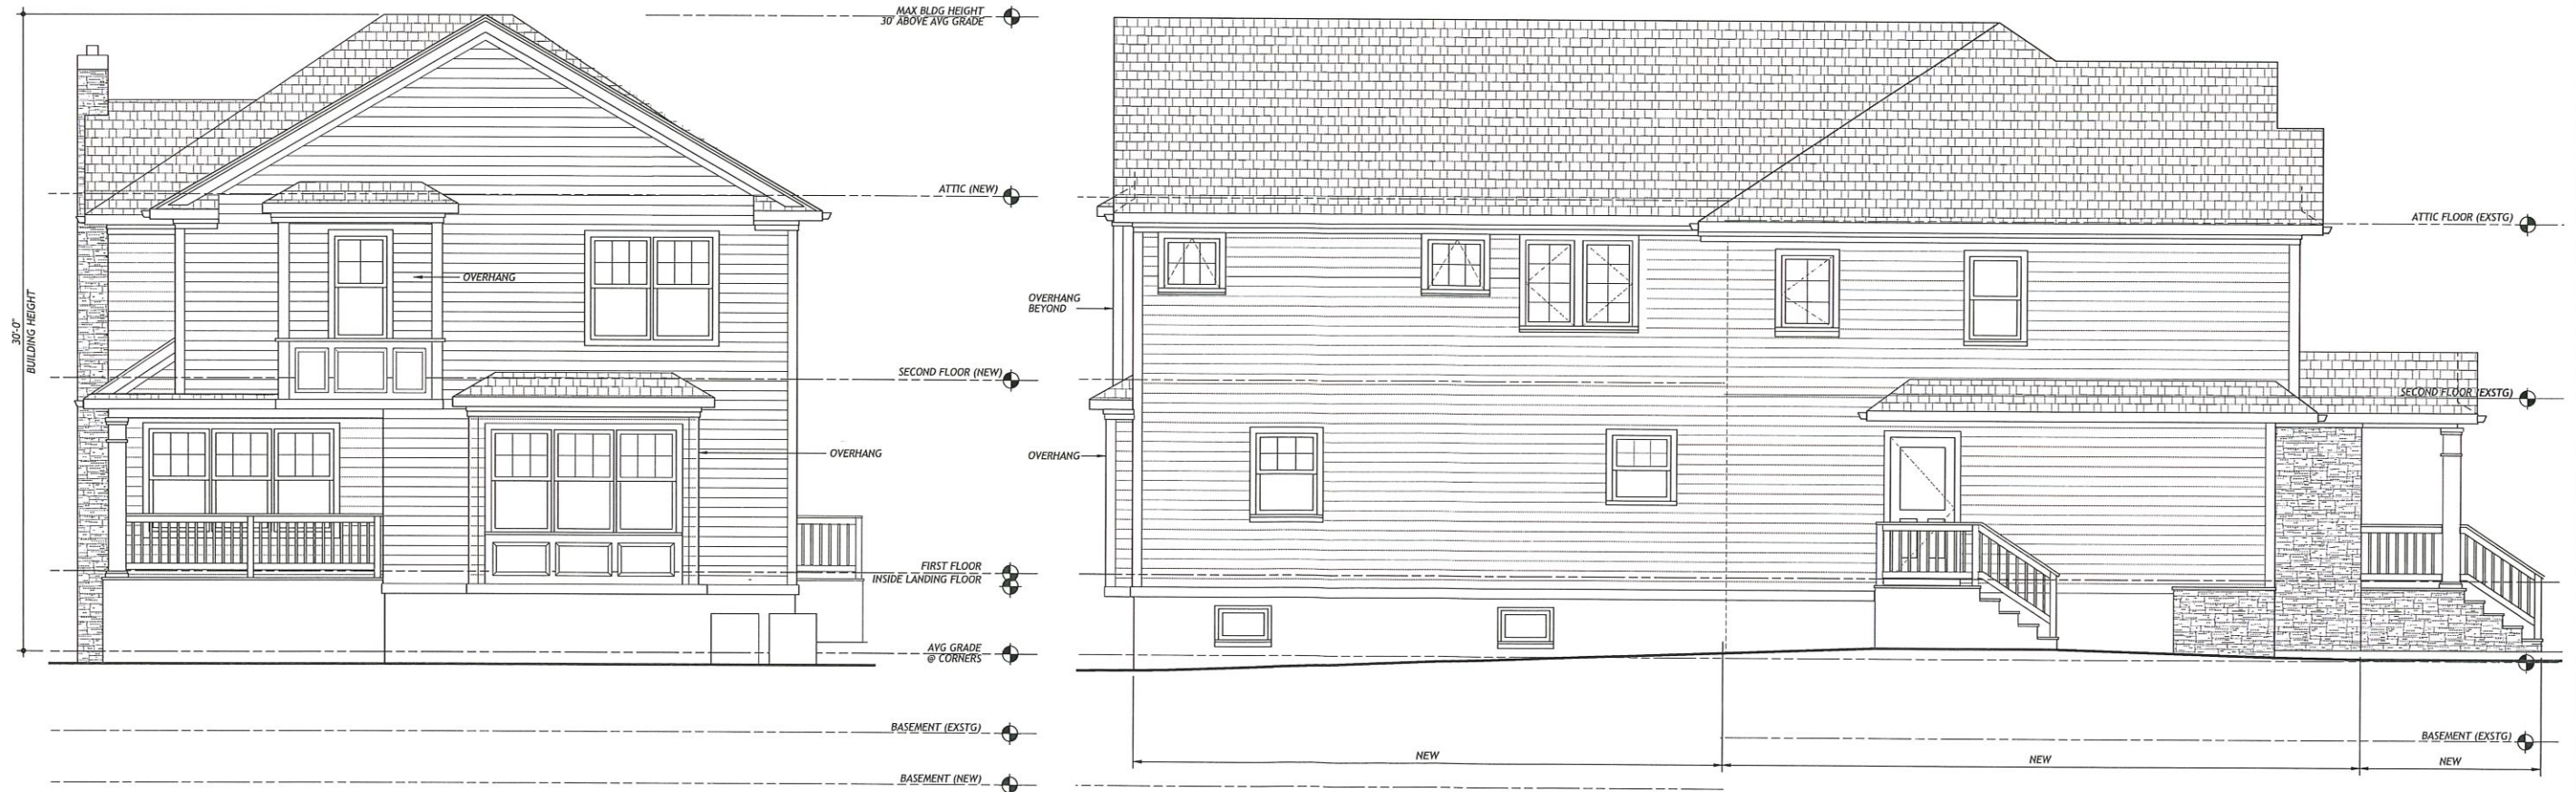 MAX BLDG HEIGHT
30' ABOVE AVG GRADE
ATTIC (NEW)
OVERHANG
30'-0"
BUILDING HEIGHT
SECOND FLOOR (NEW)
OVERHANG
FIRST FLOOR
INSIDE LANDING FLOOR
AVG GRADE
@ CORNERS
BASEMENT (EXSTG)
BASEMENT (NEW)
ATTIC FLOOR (EXSTG)
OVERHANG
BEYOND
SECOND FLOOR (EXSTG)
OVERHANG
BASEMENT (EXSTG)
NEW
NEW
NEW